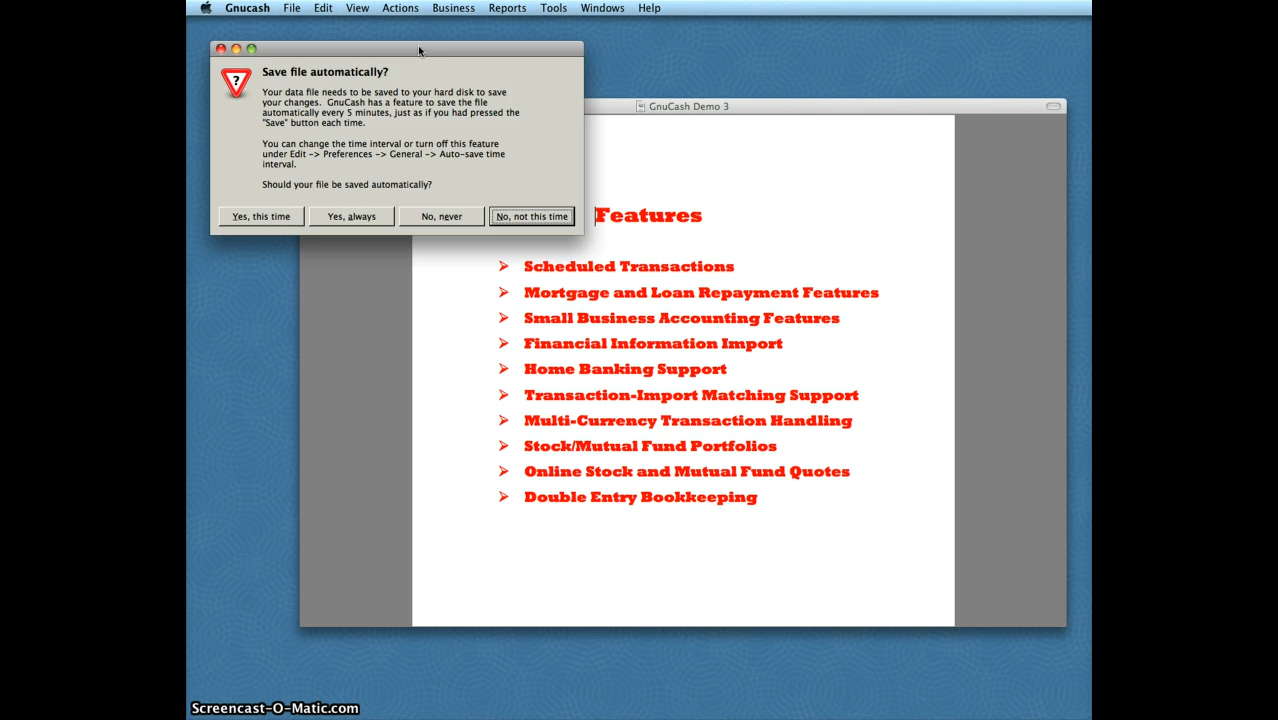 Gnucash File Edit View Actions Business Reports Tools Windows Help
Save file automatically?
?
Your data file needs to be saved to your hard disk to save
your changes. GnuCash has a feature to save the file
automatically every 5 minutes, just as if you had pressed the
"Save" button each time.
You can change the time interval or turn off this feature
under Edit -> Preferences -> General -> Auto-save time
interval.
Should your file be saved automatically?
Yes, this time Yes, always No, never No, not this time
GnuCash Demo 3
Features
Scheduled Transactions
Mortgage and Loan Repayment Features
Small Business Accounting Features
Financial Information Import
Home Banking Support
Transaction-Import Matching Support
Multi-Currency Transaction Handling
Stock/Mutual Fund Portfolios
Online Stock and Mutual Fund Quotes
Double Entry Bookkeeping
Screencast-O-Matic.com